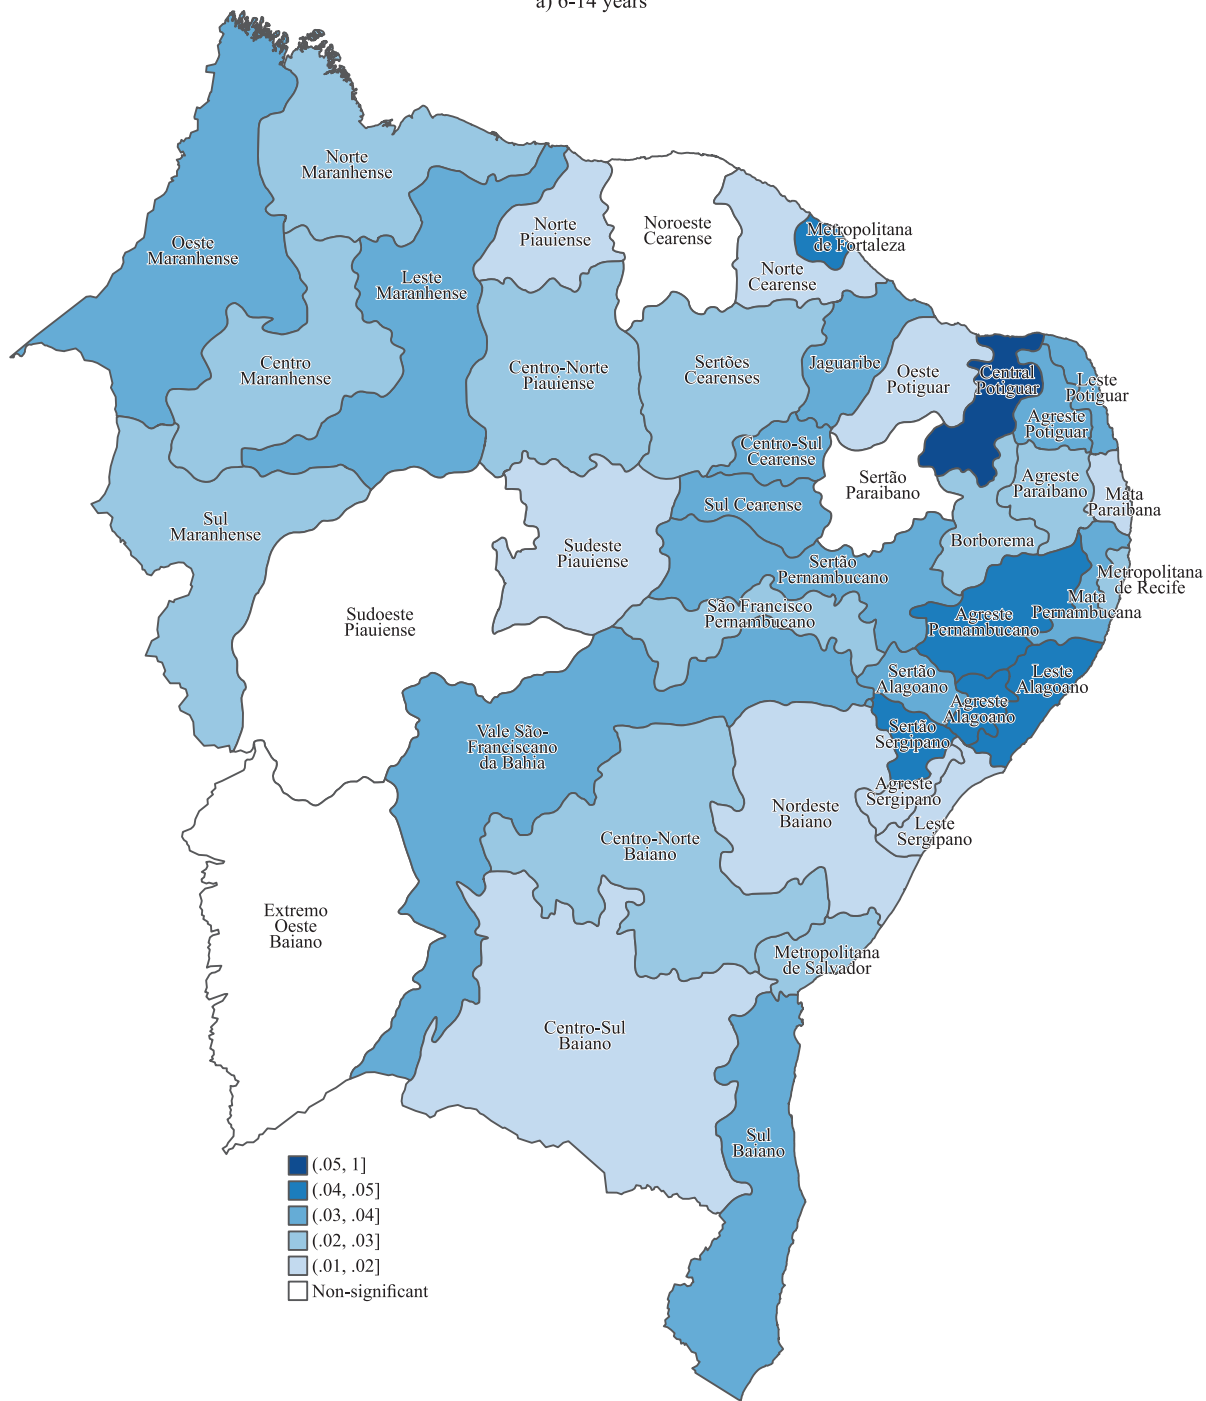 a) 6-14 years
Norte
Maranhense
Oeste
Maranhense
Leste
Maranhense
Norte
Piauiense
Noroeste
Cearense
Metropolitana
de Fortaleza
Norte
Cearense
Centro
Maranhense
Centro-Norte
Piauiense
Sertões
Cearenses
Jaguaribe
Oeste
Potiguar
Central
Potiguar
Leste
Potiguar
Agreste
Potiguar
Centro-Sul
Cearense
Sertão
Paraibano
Agreste
Paraibano
Mata
Paraibana
Sul
Maranhense
Sul Cearense
Sudeste
Piauiense
Borborema
Sertão
Pernambucano
Metropolitana
de Recife
Mata
Pernambucana
Sudoeste
Piauiense
São Francisco
Pernambucano
Agreste
Pernambucano
Sertão
Alagoano
Leste
Alagoano
Agreste
Alagoano
Vale São-
Franciscano
da Bahia
Sertão
Sergipano
Agreste
Sergipano
Nordeste
Baiano
Leste
Sergipano
Centro-Norte
Baiano
Extremo
Oeste
Baiano
Metropolitana
de Salvador
Centro-Sul
Baiano
Sul
Baiano
(.05, 1]
(.04, .05]
(.03, .04]
(.02, .03]
(.01, .02]
Non-significant